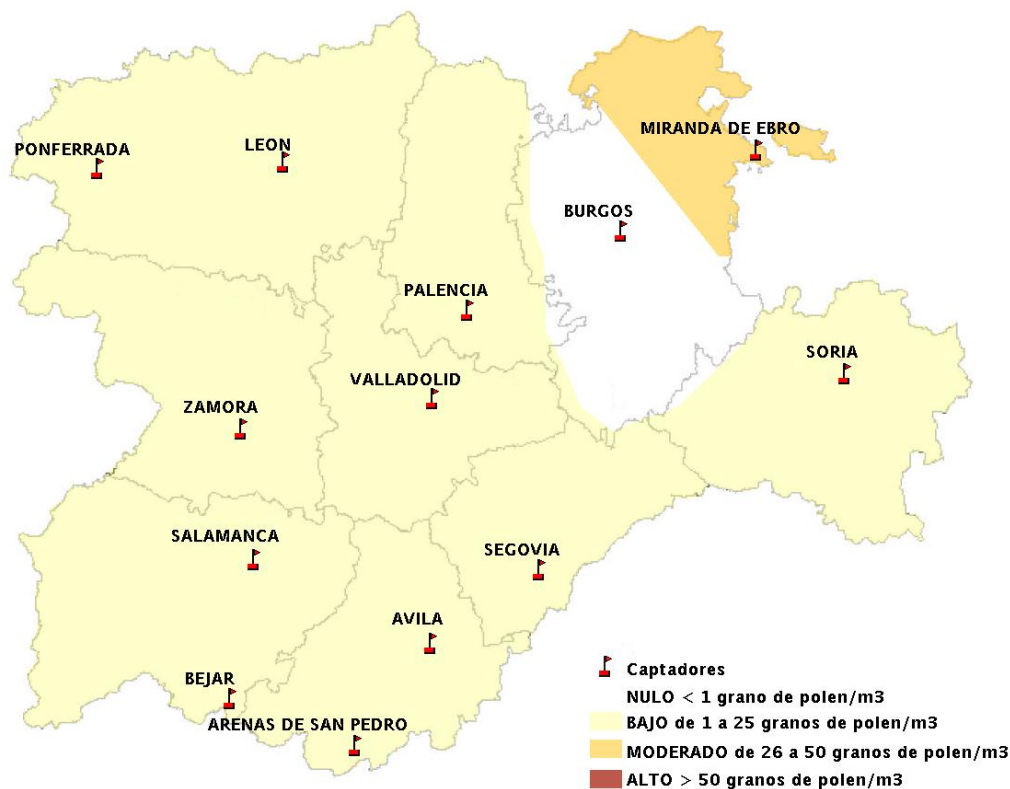 MIRANDA DE EBRO
PONFERRADA
LEON
BURGOS
PALENCIA
SORIA
VALLADOLID
ZAMORA
SALAMANCA
SEGOVIA
AVILA
BEJAR
ARENAS DE SAN PEDRO
Captadores
NULO < 1 grano de polen/m3
BAJO de 1 a 25 granos de polen/m3
MODERADO de 26 a 50 granos de polen/m3
ALTO > 50 granos de polen/m3